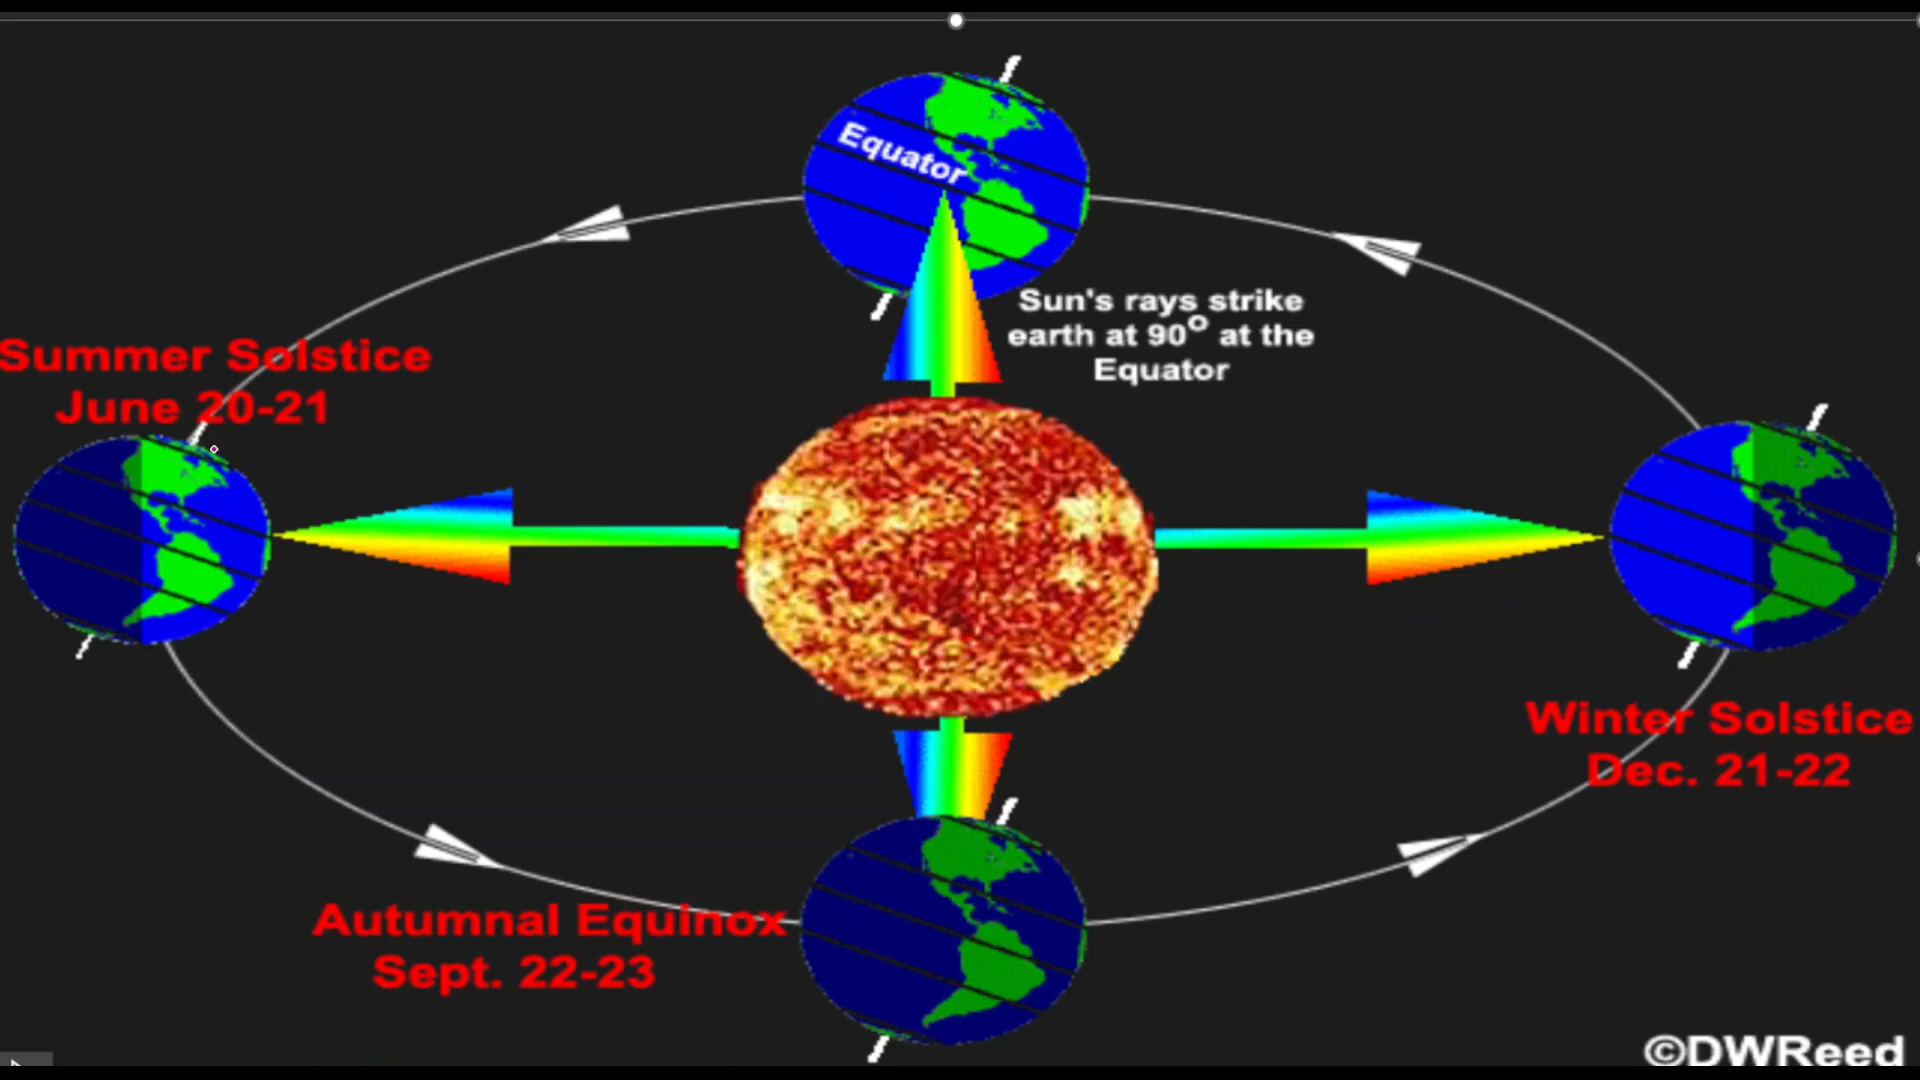 Equator
Sun's rays strike
earth at 90° at the
Equator
Summer Solstice
June 20-21
Winter Solstice
Dec. 21-22
Autumnal Equinox
Sept. 22-23
©DWReed